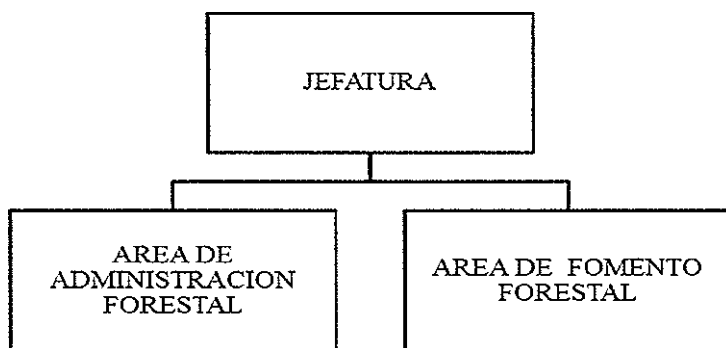 JEFATURA
AREA DE
ADMINISTRACION
FORESTAL
AREA DE FOMENTO
FORESTAL